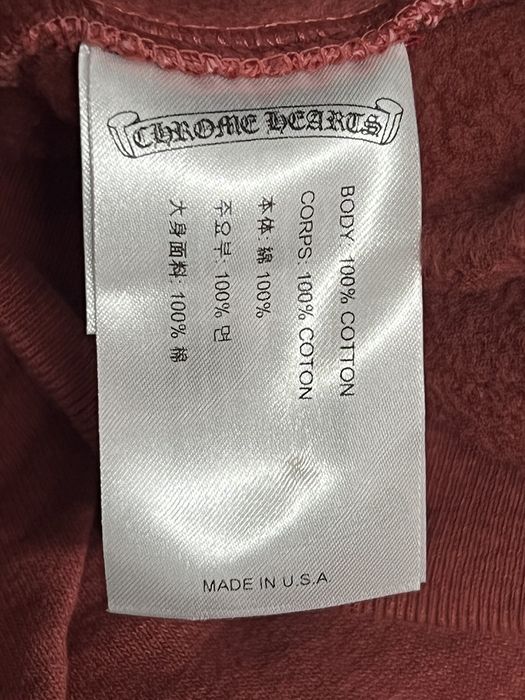 CHROME HEARTS
BODY: 100% COTTON
CORPS: 100% COTON
本体: 綿 100%
주요부: 100% 면
大身面料: 100% 棉
MADE IN U.S.A